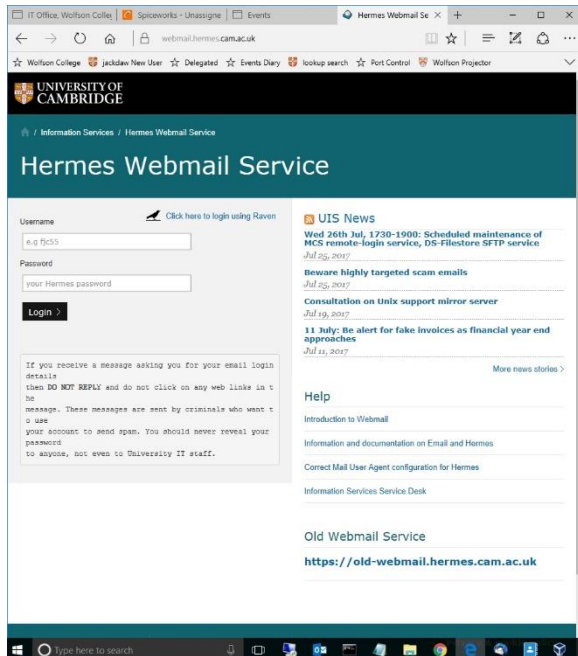 IT Office, Wolfson Colleg
Spiceworks - Unassigne
Events
Hermes Webmail Se
webmail.hermes.cam.ac.uk
Wolfson College
jackdaw New User
Delegated
Events Diary
lookup search
Port Control
Wolfson Projector
UNIVERSITY OF
CAMBRIDGE
/ Information Services / Hermes Webmail Service
Hermes Webmail Service
Click here to login using Raven
Username
e.g fjc55
Password
your Hermes password
Login >
If you receive a message asking you for your email login
details
then DO NOT REPLY and do not click on any web links in t
he
message. These messages are sent by criminals who want t
o use
your account to send spam. You should never reveal your
password
to anyone, not even to University IT staff.
UIS News
Wed 26th Jul, 1730-1900: Scheduled maintenance of
MCS remote-login service, DS-Filestore SFTP service
Jul 25, 2017
Beware highly targeted scam emails
Jul 25, 2017
Consultation on Unix support mirror server
Jul 19, 2017
11 July: Be alert for fake invoices as financial year end
approaches
Jul 11, 2017
More news stories >
Help
Introduction to Webmail
Information and documentation on Email and Hermes
Correct Mail User Agent configuration for Hermes
Information Services Service Desk
Old Webmail Service
https://old-webmail.hermes.cam.ac.uk
Type here to search